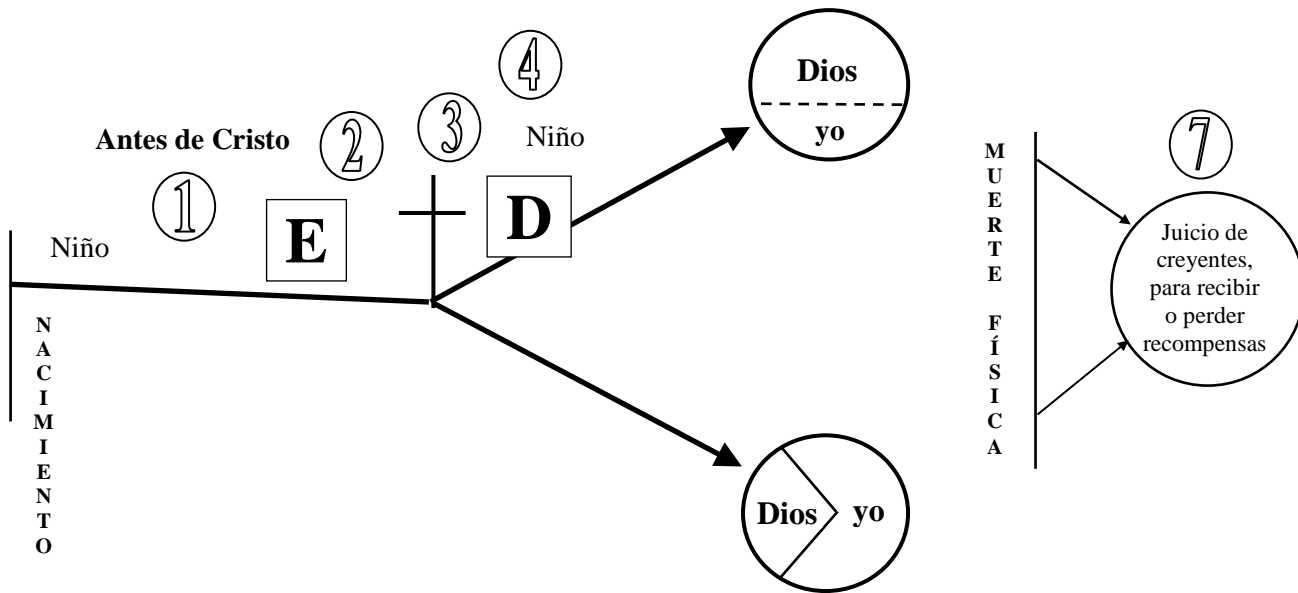 4
Dios
yo
3
Niño
2
Antes de Cristo
1
E
D
Niño
NACIMIENTO
Dios yo
MUERTE FÍSICA
7
Juicio de
creyentes,
para recibir
o perder
recompensas